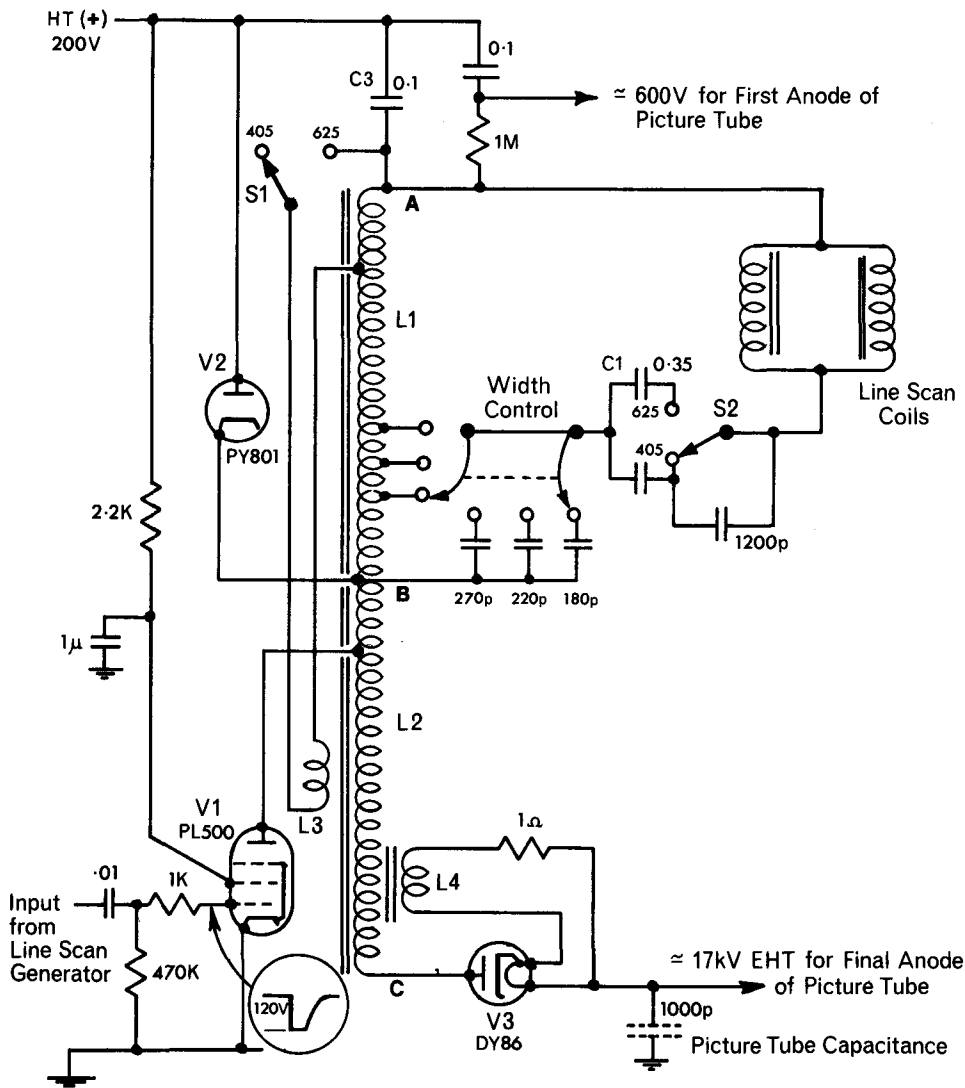 HT (+)
200V
C3
0·1
0·1
≃ 600V for First Anode of
Picture Tube
1M
405
625
S1
A
L1
V2
PY801
Width
Control
C1
0·35
625
S2
405
1200p
Line Scan
Coils
2·2K
B
270p
220p
180p
1μ
L2
V1
PL500
L3
1Ω
L4
·01
1K
Input
from
Line Scan
Generator
470K
120V
C
V3
DY86
≃ 17kV EHT for Final Anode
of Picture Tube
1000p
Picture Tube Capacitance